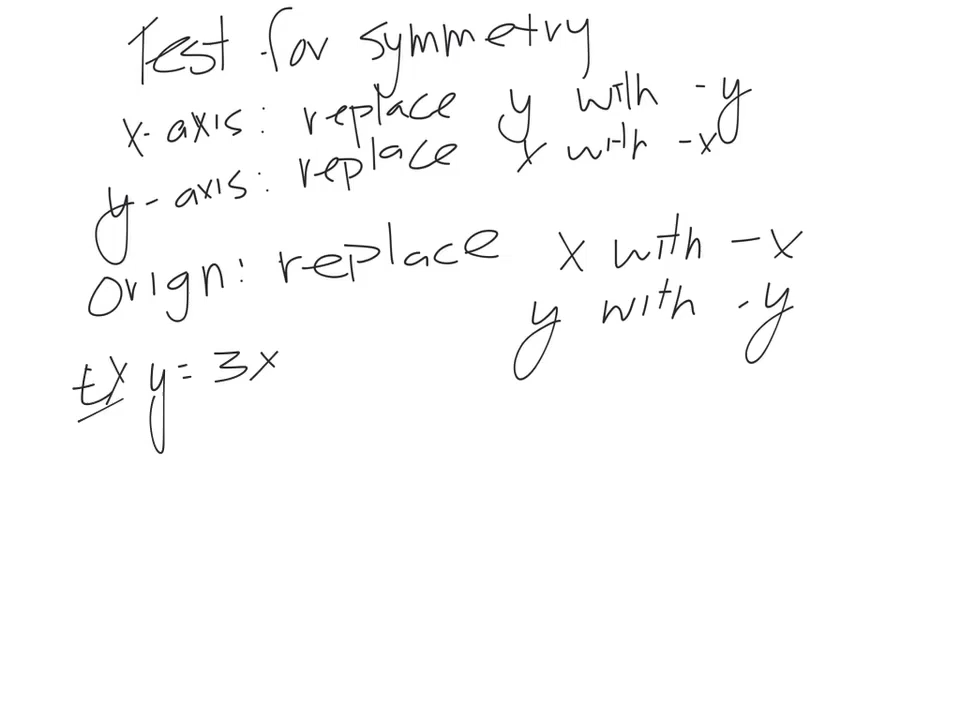 Test for symmetry
x-axis: replace y with -y
y-axis: replace x with -x
Orign: replace x with -x
y with -y
Ex y = 3x